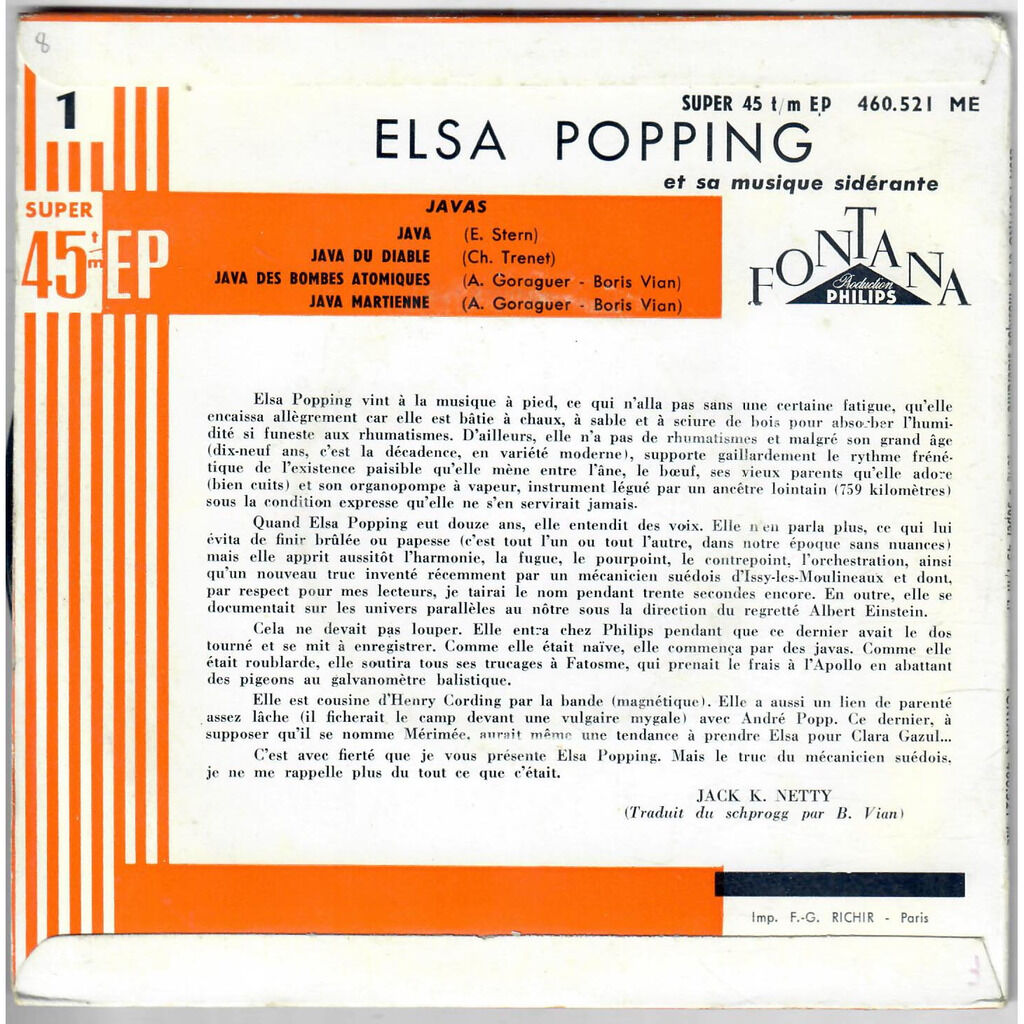 8
1
SUPER 45 t/m EP 460.521 ME
ELSA POPPING
et sa musique sidérante
SUPER
45 t/m EP
JAVAS
JAVA (E. Stern)
JAVA DU DIABLE (Ch. Trenet)
JAVA DES BOMBES ATOMIQUES (A. Goraguer - Boris Vian)
JAVA MARTIENNE (A. Goraguer - Boris Vian)
FONTANA
Production
PHILIPS
Elsa Popping vint à la musique à pied, ce qui n'alla pas sans une certaine fatigue, qu'elle
encaissa allègrement car elle est bâtie à chaux, à sable et à sciure de bois pour absorber l'humi-
dité si funeste aux rhumatismes. D'ailleurs, elle n'a pas de rhumatismes et malgré son grand âge
(dix-neuf ans, c'est la décadence, en variété moderne), supporte gaillardement le rythme fréné-
tique de l'existence paisible qu'elle mène entre l'âne, le bœuf, ses vieux parents qu'elle adore
(bien cuits) et son organopompe à vapeur, instrument légué par un ancêtre lointain (759 kilomètres)
sous la condition expresse qu'elle ne s'en servirait jamais.
Quand Elsa Popping eut douze ans, elle entendit des voix. Elle n'en parla plus, ce qui lui
évita de finir brûlée ou papesse (c'est tout l'un ou tout l'autre, dans notre époque sans nuances)
mais elle apprit aussitôt l'harmonie, la fugue, le pourpoint, le contrepoint, l'orchestration, ainsi
qu'un nouveau truc inventé récemment par un mécanicien suédois d'Issy-les-Moulineaux et dont,
par respect pour mes lecteurs, je tairai le nom pendant trente secondes encore. En outre, elle se
documentait sur les univers parallèles au nôtre sous la direction du regretté Albert Einstein.
Cela ne devait pas louper. Elle entra chez Philips pendant que ce dernier avait le dos
tourné et se mit à enregistrer. Comme elle était naïve, elle commença par des javas. Comme elle
était roublarde, elle soutira tous ses trucages à Fatosme, qui prenait le frais à l'Apollo en abattant
des pigeons au galvanomètre balistique.
Elle est cousine d'Henry Cording par la bande (magnétique). Elle a aussi un lien de parenté
assez lâche (il ficherait le camp devant une vulgaire mygale) avec André Popp. Ce dernier, à
supposer qu'il se nomme Mérimée, aurait même une tendance à prendre Elsa pour Clara Gazul...
C'est avec fierté que je vous présente Elsa Popping. Mais le truc du mécanicien suédois,
je ne me rappelle plus du tout ce que c'était.
JACK K. NETTY
(Traduit du schprogg par B. Vian)
Imp. F.-G. RICHIR - Paris